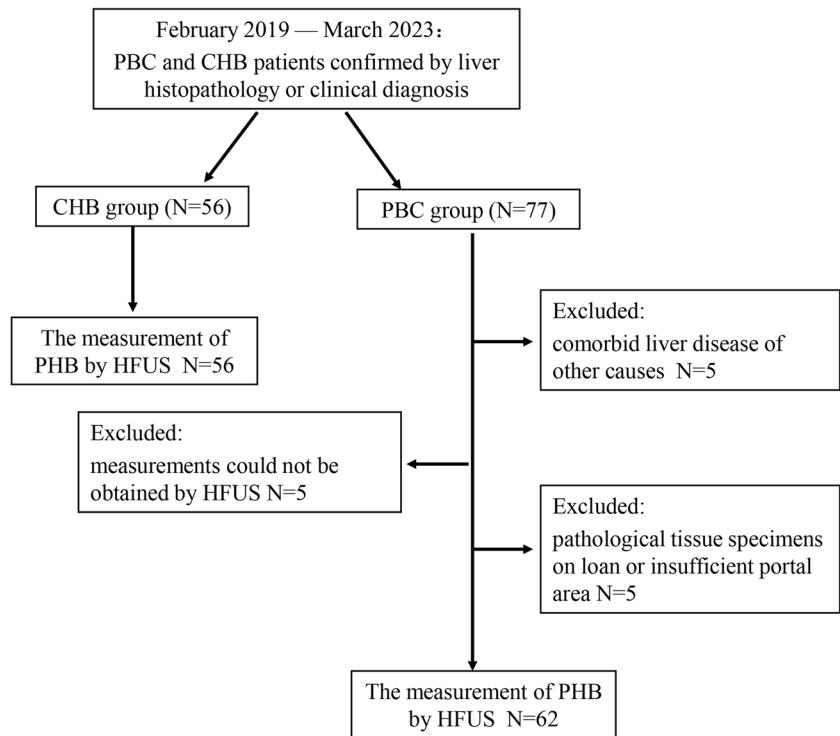 February 2019 — March 2023：
PBC and CHB patients confirmed by liver
histopathology or clinical diagnosis
CHB group (N=56)
PBC group (N=77)
The measurement of
PHB by HFUS N=56
Excluded:
comorbid liver disease of
other causes N=5
Excluded:
measurements could not be
obtained by HFUS N=5
Excluded:
pathological tissue specimens
on loan or insufficient portal
area N=5
The measurement of PHB
by HFUS N=62